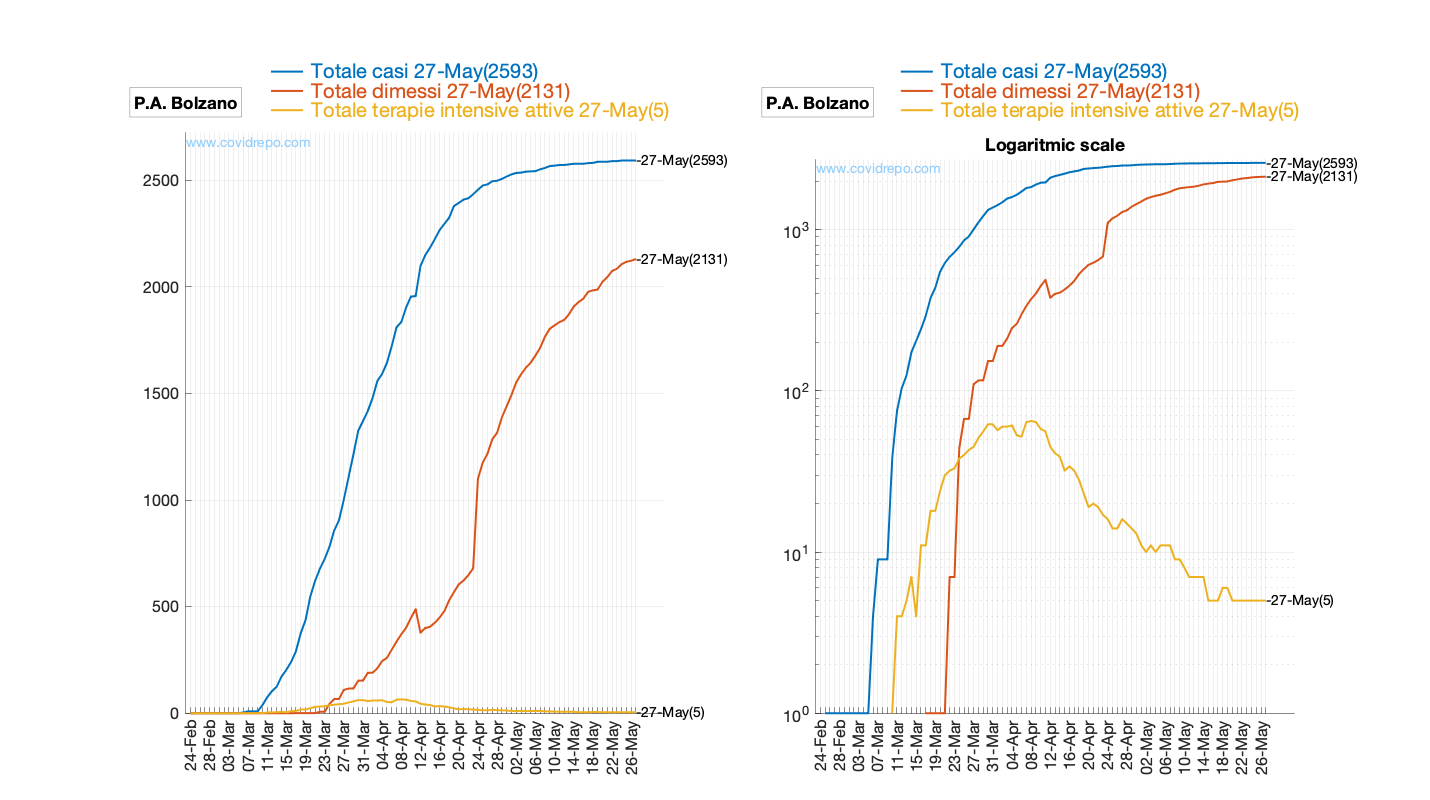 Totale casi 27-May(2593)
Totale dimessi 27-May(2131)
Totale terapie intensive attive 27-May(5)
P.A. Bolzano
www.covidrepo.com
27-May(2593)
27-May(2131)
27-May(5)
2500
2000
1500
1000
500
0
24-Feb
28-Feb
03-Mar
07-Mar
11-Mar
15-Mar
19-Mar
23-Mar
27-Mar
31-Mar
04-Apr
08-Apr
12-Apr
16-Apr
20-Apr
24-Apr
28-Apr
02-May
06-May
10-May
14-May
18-May
22-May
26-May
Totale casi 27-May(2593)
Totale dimessi 27-May(2131)
Totale terapie intensive attive 27-May(5)
P.A. Bolzano
Logaritmic scale
www.covidrepo.com
27-May(2593)
27-May(2131)
27-May(5)
10³
10²
10¹
10⁰
24-Feb
28-Feb
03-Mar
07-Mar
11-Mar
15-Mar
19-Mar
23-Mar
27-Mar
31-Mar
04-Apr
08-Apr
12-Apr
16-Apr
20-Apr
24-Apr
28-Apr
02-May
06-May
10-May
14-May
18-May
22-May
26-May